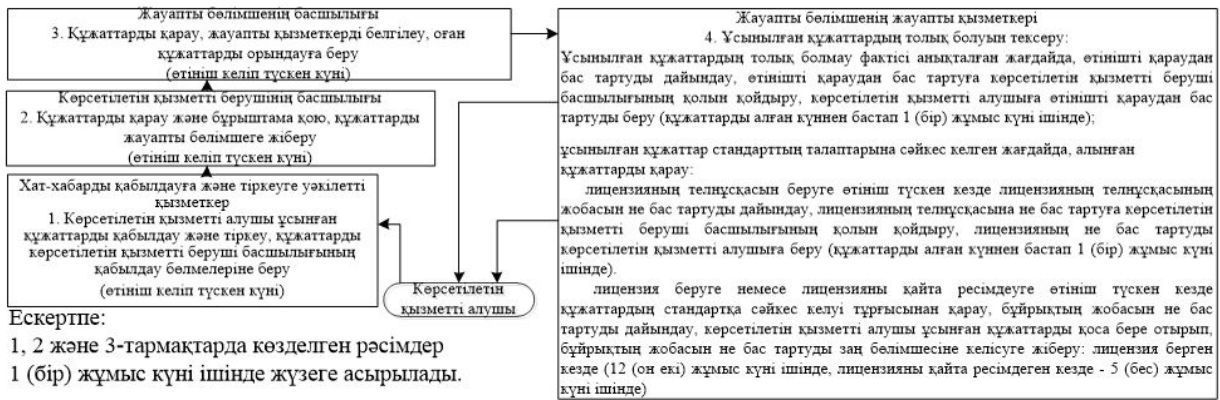 Жауапты бөлімшенің басшылығы
3. Құжаттарды қарау, жауапты қызметкерді белгілеу, оған
құжаттарды орындауға беру
(өтініш келіп түскен күні)
Көрсетілетін қызметті берушінің басшылығы
2. Құжаттарды қарау және бұрыштама қою, құжаттарды
жауапты бөлімшеге жіберу
(өтініш келіп түскен күні)
Хат-хабарды қабылдауға және тіркеуге уәкілетті
қызметкер
1. Көрсетілетін қызметті алушы ұсынған
құжаттарды қабылдау және тіркеу, құжаттарды
көрсетілетін қызметті беруші басшылығының
қабылдау бөлмелеріне беру
(өтініш келіп түскен күні)
Көрсетілетін
қызметті алушы
Жауапты бөлімшенің жауапты қызметкері
4. Ұсынылған құжаттардың толық болуын тексеру:
Ұсынылған құжаттардың толық болмау фактісі анықталған жағдайда, өтінішті қараудан
бас тартуды дайындау, өтінішті қараудан бас тартуға көрсетілетін қызметті беруші
басшылығының қолын қойдыру, көрсетілетін қызметті алушыға өтінішті қараудан бас
тартуды беру (құжаттарды алған күннен бастап 1 (бір) жұмыс күні ішінде);
ұсынылған құжаттар стандарттың талаптарына сәйкес келген жағдайда, алынған
құжаттарды қарау:
лицензияның телнұсқасын беруге өтініш түскен кезде лицензияның телнұсқасының
жобасын не бас тартуды дайындау, лицензияның телнұсқасына не бас тартуға көрсетілетін
қызметті беруші басшылығының қолын қойдыру, лицензияның не бас тартуды
көрсетілетін қызметті алушыға беру (құжаттарды алған күннен бастап 1 (бір) жұмыс күні
ішінде).
лицензия беругe немесе лицензияны қайта ресімдеуге өтініш түскен кезде
құжаттардың стандартқа сәйкес келуі тұрғысынан қарау, бұйрықтың жобасын не бас
тартуды дайындау, көрсетілетін қызметті алушы ұсынған құжаттарды қоса бере отырып,
бұйрықтың жобасын не бас тартуды заң бөлімшесіне келісуге жіберу: лицензия берген
кезде (12 (он екі) жұмыс күні ішінде, лицензияны қайта ресімдеген кезде - 5 (бес) жұмыс
күні ішінде)
Ескертпе:
1, 2 және 3-тармақтарда көзделген рәсімдер
1 (бір) жұмыс күні ішінде жүзеге асырылады.